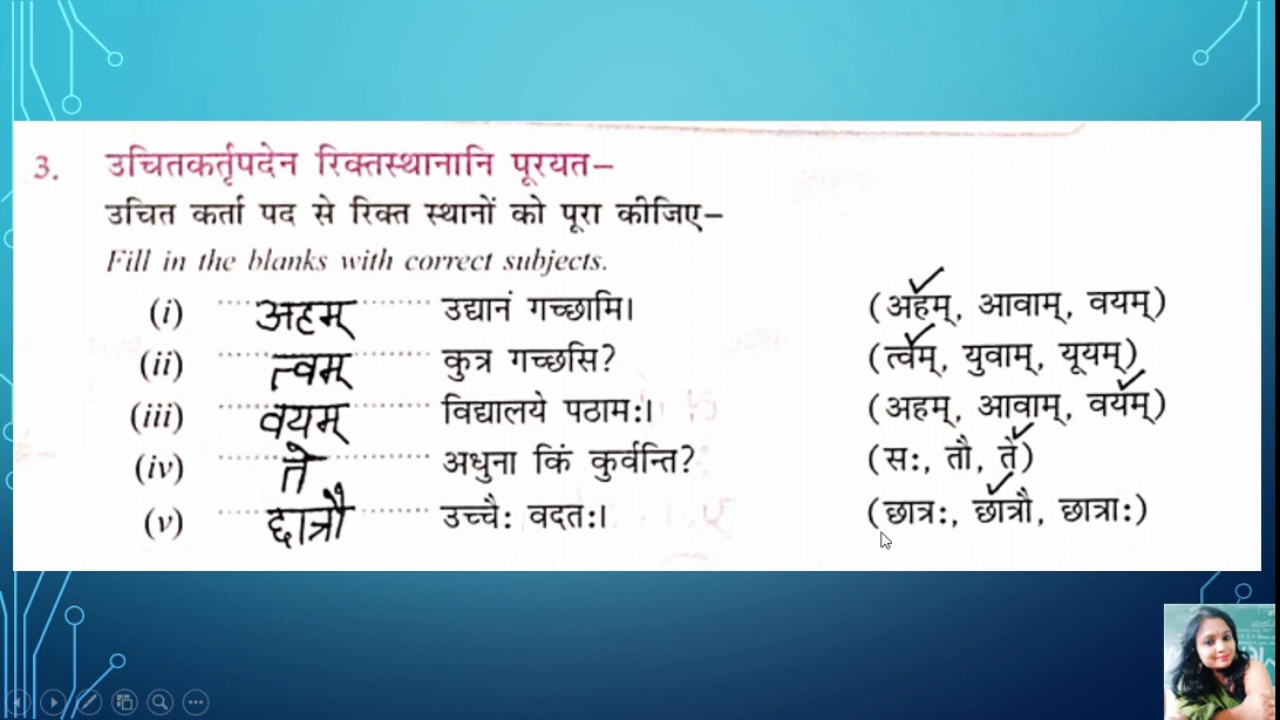 3. उचितकर्तृपदेन रिक्तस्थानानि पूरयत–
उचित कर्ता पद से रिक्त स्थानों को पूरा कीजिए–
Fill in the blanks with correct subjects.
(i) अहम् उद्यानं गच्छामि। (अहम्, आवाम्, वयम्)
(ii) त्वम् कुत्र गच्छसि? (त्वम्, युवाम्, यूयम्)
(iii) वयम् विद्यालये पठामः। (अहम्, आवाम्, वयम्)
(iv) ते अधुना किं कुर्वन्ति? (सः, तौ, ते)
(v) छात्रौ उच्चैः वदतः। (छात्रः, छात्रौ, छात्राः)